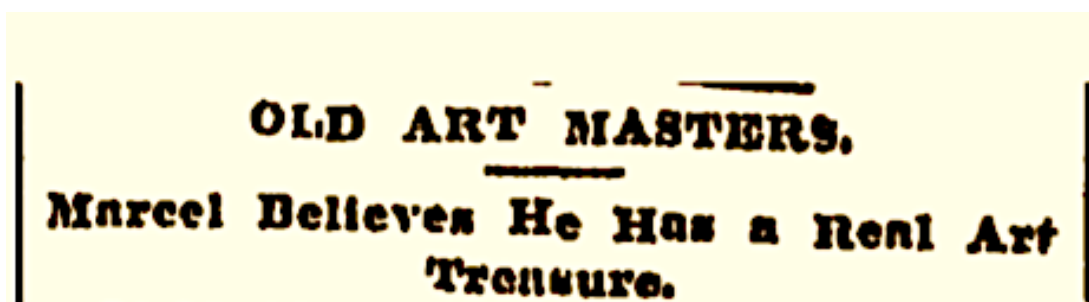 OLD ART MASTERS.
Marcel Believes He Has a Real Art
Treasure.